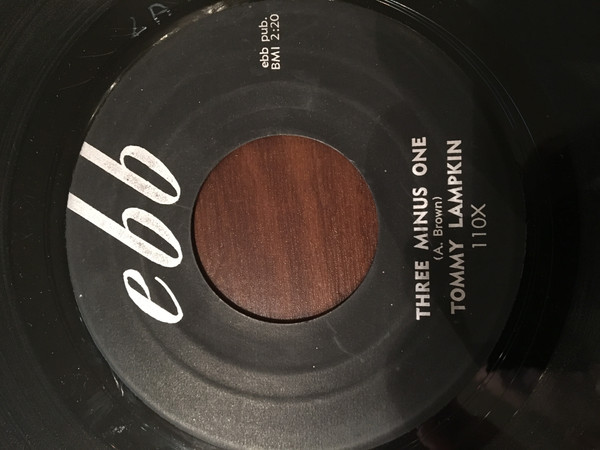 ebb
ebb pub.
BMI 2:20
THREE MINUS ONE
(A. Brown)
TOMMY LAMPKIN
110X